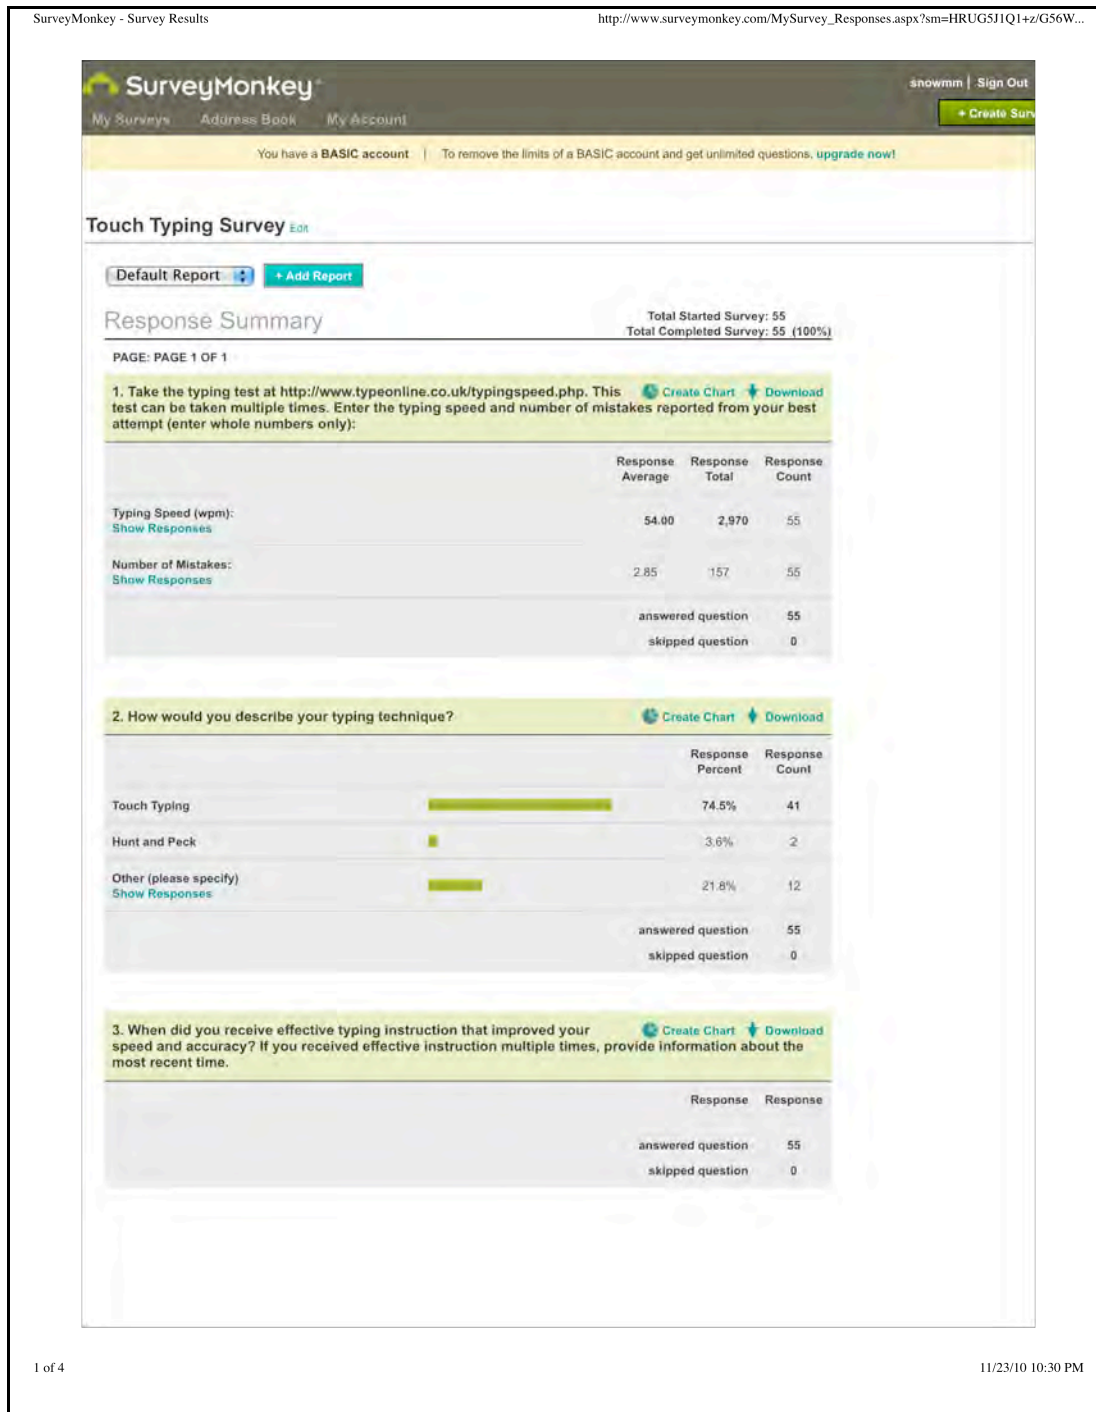 SurveyMonkey - Survey Results
http://www.surveymonkey.com/MySurvey_Responses.aspx?sm=HRUG5J1Q1+z/G56W...
SurveyMonkey
snowmm | Sign Out
My Surveys Address Book My Account
+ Create Surv
You have a BASIC account | To remove the limits of a BASIC account and get unlimited questions, upgrade now!
Touch Typing Survey Edit
Default Report + Add Report
Response Summary
Total Started Survey: 55
Total Completed Survey: 55 (100%)
PAGE: PAGE 1 OF 1
1. Take the typing test at http://www.typeonline.co.uk/typingspeed.php. This Create Chart Download
test can be taken multiple times. Enter the typing speed and number of mistakes reported from your best
attempt (enter whole numbers only):
Response Response Response
Average Total Count
Typing Speed (wpm):
Show Responses
54.00 2,970 55
Number of Mistakes:
Show Responses
2.85 157 55
answered question 55
skipped question 0
2. How would you describe your typing technique? Create Chart Download
Response Response
Percent Count
Touch Typing 74.5% 41
Hunt and Peck 3.6% 2
Other (please specify)
Show Responses
21.8% 12
answered question 55
skipped question 0
3. When did you receive effective typing instruction that improved your Create Chart Download
speed and accuracy? If you received effective instruction multiple times, provide information about the
most recent time.
Response Response
answered question 55
skipped question 0
1 of 4
11/23/10 10:30 PM